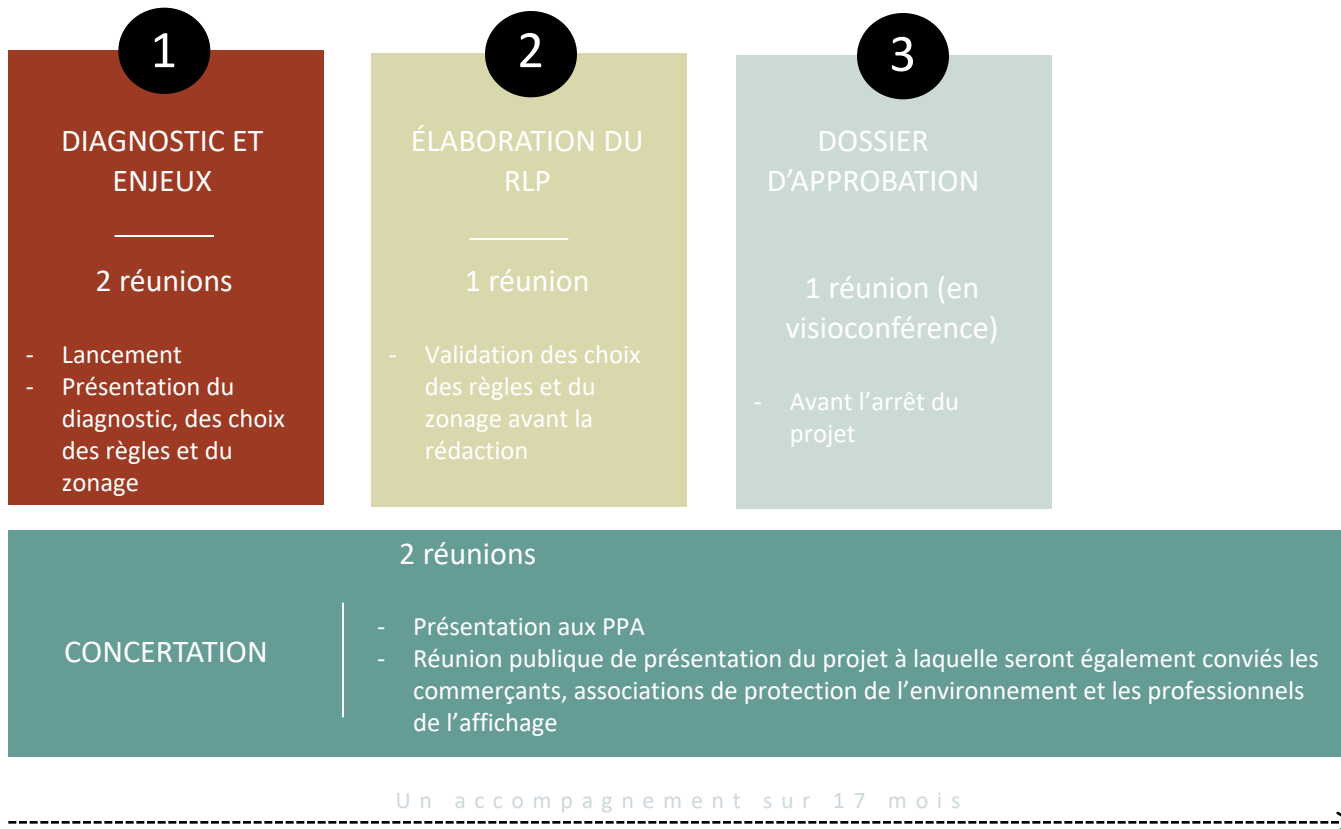 1
DIAGNOSTIC ET
ENJEUX
2 réunions
- Lancement
- Présentation du
diagnostic, des choix
des règles et du
zonage
2
ÉLABORATION DU
RLP
1 réunion
- Validation des choix
des règles et du
zonage avant la
rédaction
3
DOSSIER
D’APPROBATION
1 réunion (en
visioconférence)
- Avant l’arrêt du
projet
CONCERTATION
2 réunions
- Présentation aux PPA
- Réunion publique de présentation du projet à laquelle seront également conviés les
commerçants, associations de protection de l’environnement et les professionnels
de l’affichage
Un accompagnement sur 17 mois